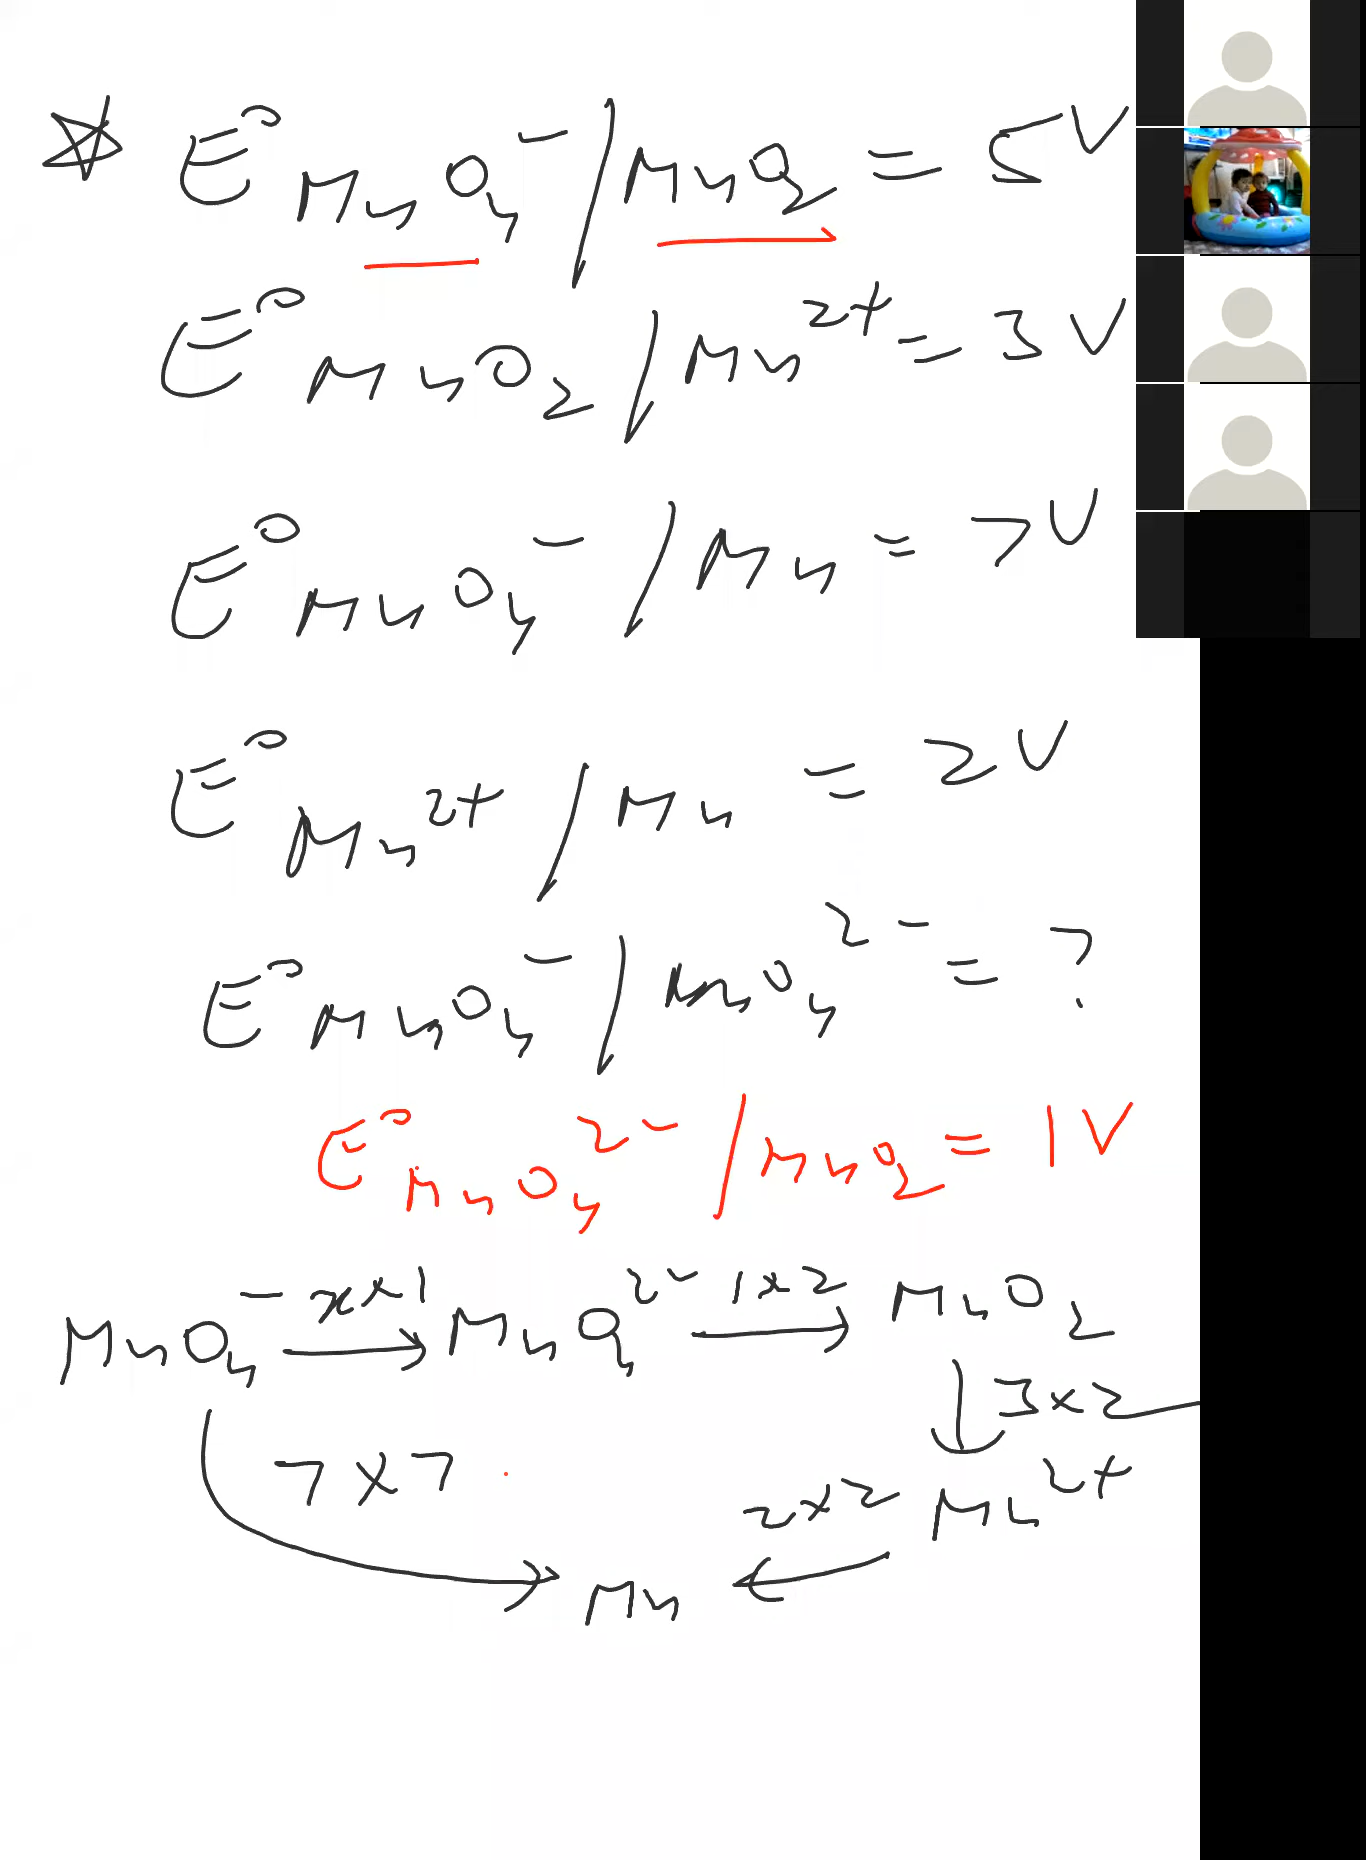 E° MnO4⁻ / MnO2 = 5V
E° MnO2 / Mn²⁺ = 3V
E° MnO4⁻ / Mn = 7V
E° Mn²⁺ / Mn = 2V
E° MnO4⁻ / MnO4²⁻ = ?
E° MnO4²⁻ / MnO2 = 1V
MnO4⁻ x×1 → MnO4²⁻ 1×2 → MnO2
↓ 3×2
7×7
2×2 Mn²⁺
Mn ←